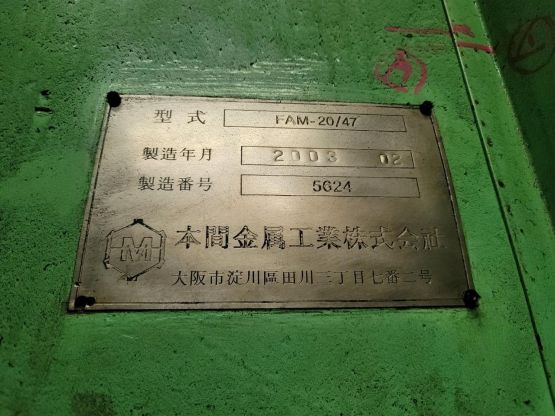 型式 FAM-20/47
製造年月 2003 02
製造番号 5624
M 本間金属工業株式会社
大阪市淀川區田川三丁目七番二号